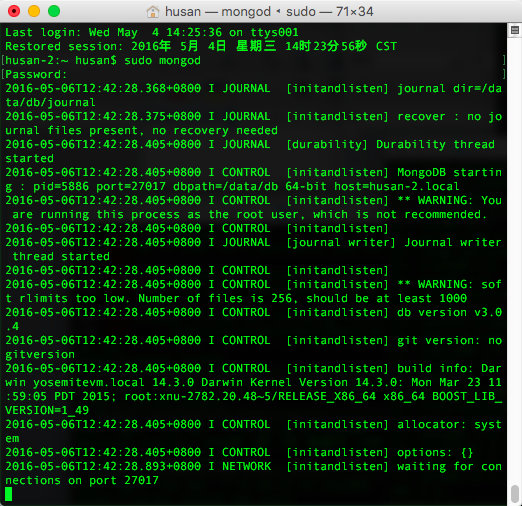 husan — mongod ◂ sudo — 71×34
Last login: Wed May  4 14:25:36 on ttys001
Restored session: 2016年 5月 4日 星期三 14时23分56秒 CST
[husan-2:~ husan$ sudo mongod                                          ]
[Password:                                                             ]
2016-05-06T12:42:28.368+0800 I JOURNAL  [initandlisten] journal dir=/da
ta/db/journal
2016-05-06T12:42:28.375+0800 I JOURNAL  [initandlisten] recover : no jo
urnal files present, no recovery needed
2016-05-06T12:42:28.405+0800 I JOURNAL  [durability] Durability thread
started
2016-05-06T12:42:28.405+0800 I CONTROL  [initandlisten] MongoDB startin
g : pid=5886 port=27017 dbpath=/data/db 64-bit host=husan-2.local
2016-05-06T12:42:28.405+0800 I CONTROL  [initandlisten] ** WARNING: You
 are running this process as the root user, which is not recommended.
2016-05-06T12:42:28.405+0800 I CONTROL  [initandlisten]
2016-05-06T12:42:28.405+0800 I JOURNAL  [journal writer] Journal writer
 thread started
2016-05-06T12:42:28.405+0800 I CONTROL  [initandlisten]
2016-05-06T12:42:28.405+0800 I CONTROL  [initandlisten] ** WARNING: sof
t rlimits too low. Number of files is 256, should be at least 1000
2016-05-06T12:42:28.405+0800 I CONTROL  [initandlisten] db version v3.0
.4
2016-05-06T12:42:28.405+0800 I CONTROL  [initandlisten] git version: no
gitversion
2016-05-06T12:42:28.405+0800 I CONTROL  [initandlisten] build info: Dar
win yosemitevm.local 14.3.0 Darwin Kernel Version 14.3.0: Mon Mar 23 11
:59:05 PDT 2015; root:xnu-2782.20.48~5/RELEASE_X86_64 x86_64 BOOST_LIB_
VERSION=1_49
2016-05-06T12:42:28.405+0800 I CONTROL  [initandlisten] allocator: syst
em
2016-05-06T12:42:28.405+0800 I CONTROL  [initandlisten] options: {}
2016-05-06T12:42:28.893+0800 I NETWORK  [initandlisten] waiting for con
nections on port 27017